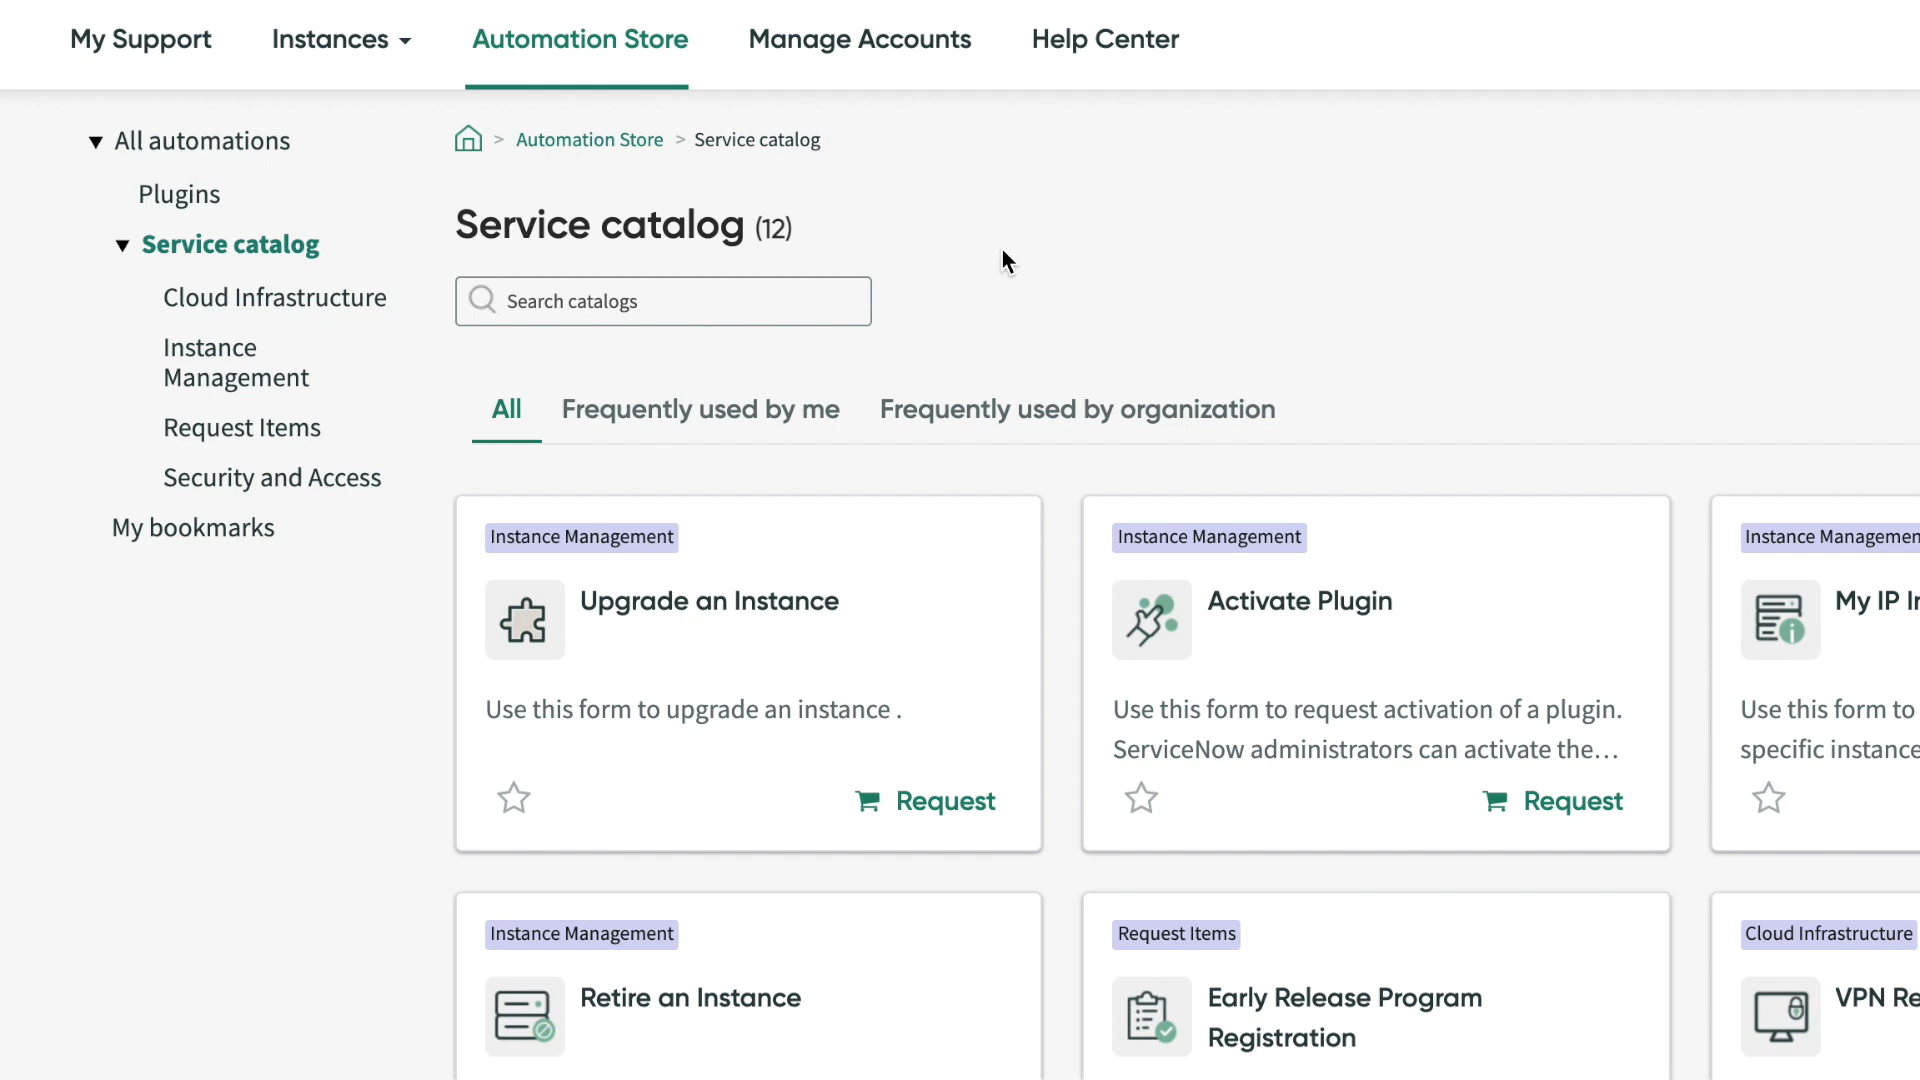 My Support
Instances
Automation Store
Manage Accounts
Help Center
All automations
Plugins
Service catalog
Cloud Infrastructure
Instance
Management
Request Items
Security and Access
My bookmarks
> Automation Store > Service catalog
Service catalog (12)
Search catalogs
All
Frequently used by me
Frequently used by organization
Instance Management
Upgrade an Instance
Use this form to upgrade an instance .
Request
Instance Management
Activate Plugin
Use this form to request activation of a plugin.
ServiceNow administrators can activate the...
Request
Instance
My IP
Use this form to
specific
Instance Management
Retire an Instance
Request Items
Early Release Program
Registration
Cloud Infrastructure
VPN